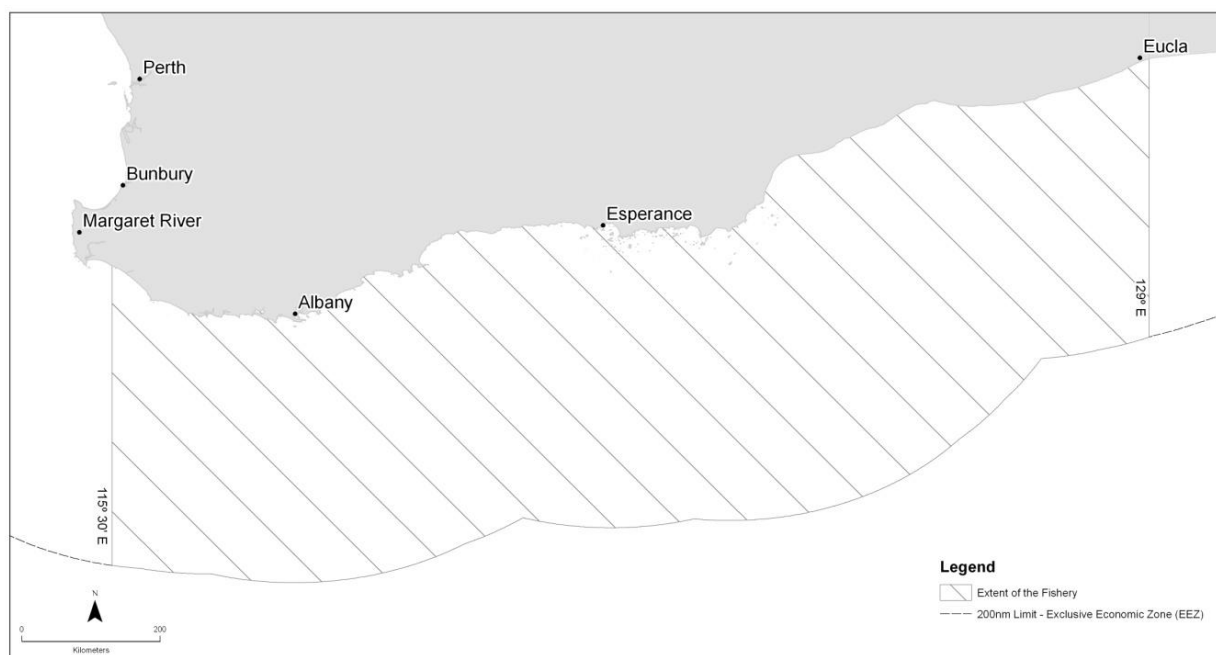 Eucla
Perth
Bunbury
Margaret River
Esperance
Albany
129° E
115° 30' E
Legend
Extent of the Fishery
200nm Limit - Exclusive Economic Zone (EEZ)
N
0 200
Kilometers